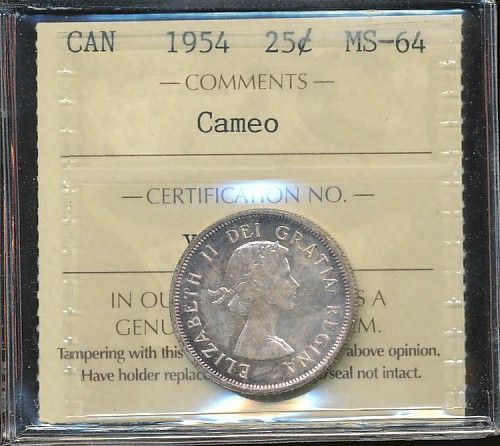 CAN 1954 25¢ MS-64
— COMMENTS —
Cameo
— CERTIFICATION NO. —
ELIZABETH II DEI GRATIA REGINA
IN OU A
GENU M.
Tampering with this above opinion.
Have holder replac seal not intact.